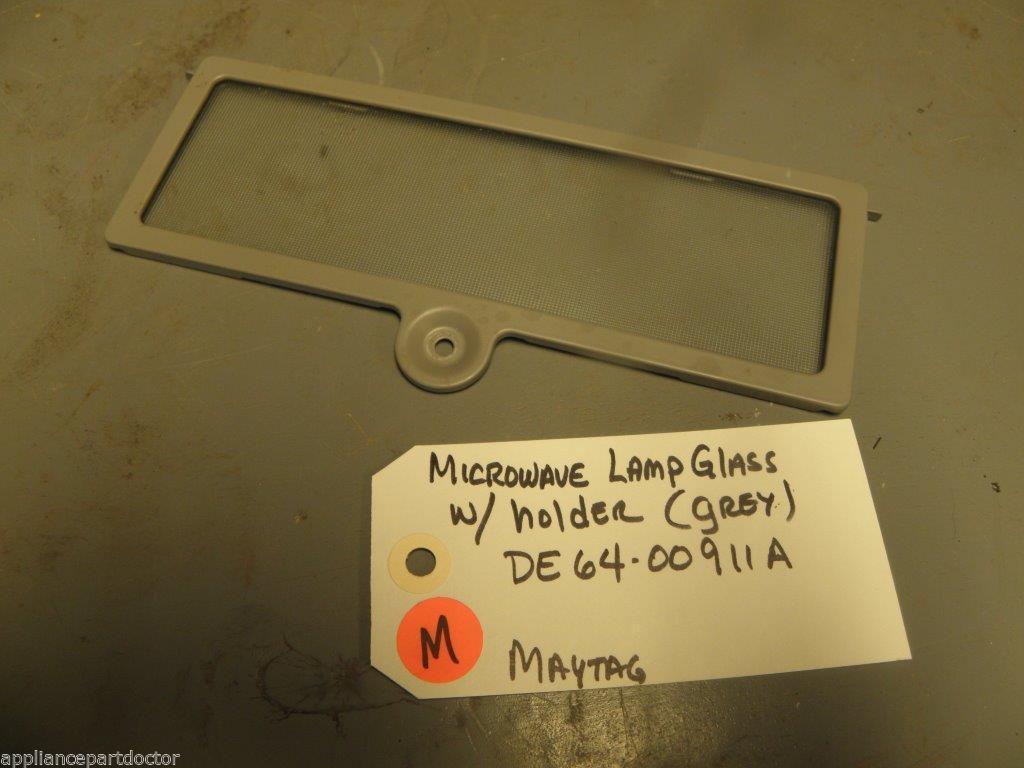 MICROWAVE LAMP GLASS
W/ holdER (gREY)
DE64-00911A
M
MAYTAG
appliancepartdoctor